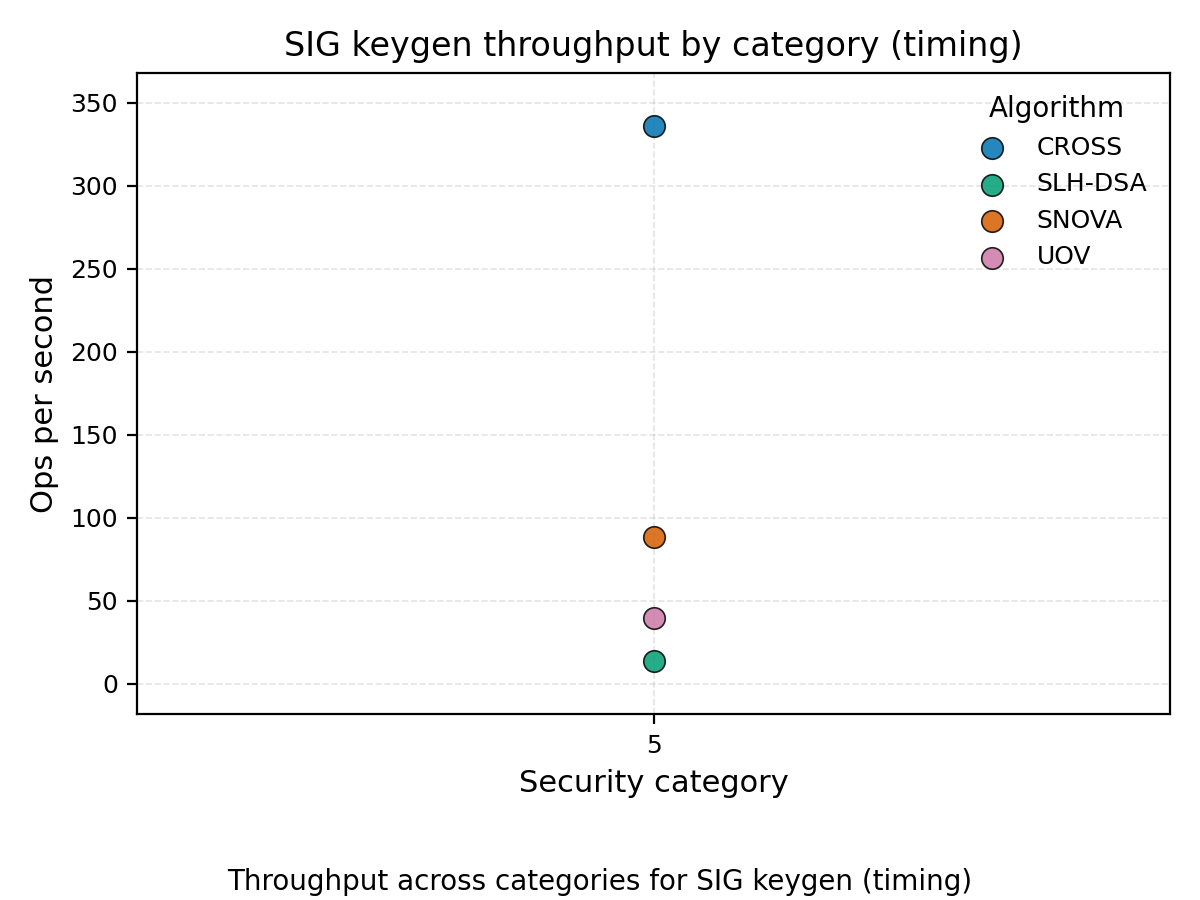 SIG keygen throughput by category (timing)
Ops per second
350
300
250
200
150
100
50
0
Algorithm
CROSS
SLH-DSA
SNOVA
UOV
5
Security category
Throughput across categories for SIG keygen (timing)